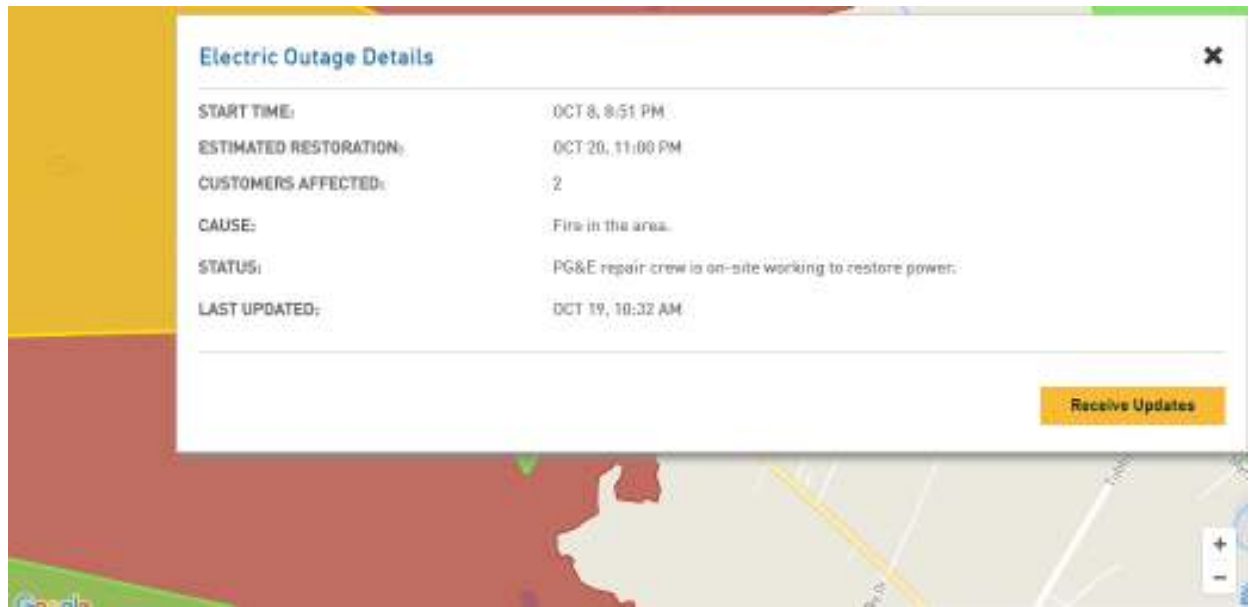 Electric Outage Details
START TIME: OCT 8, 8:51 PM
ESTIMATED RESTORATION: OCT 20, 11:00 PM
CUSTOMERS AFFECTED: 2
CAUSE: Fire in the area.
STATUS: PG&E repair crew is on-site working to restore power.
LAST UPDATED: OCT 19, 10:32 AM
Receive Updates
+
-
Google